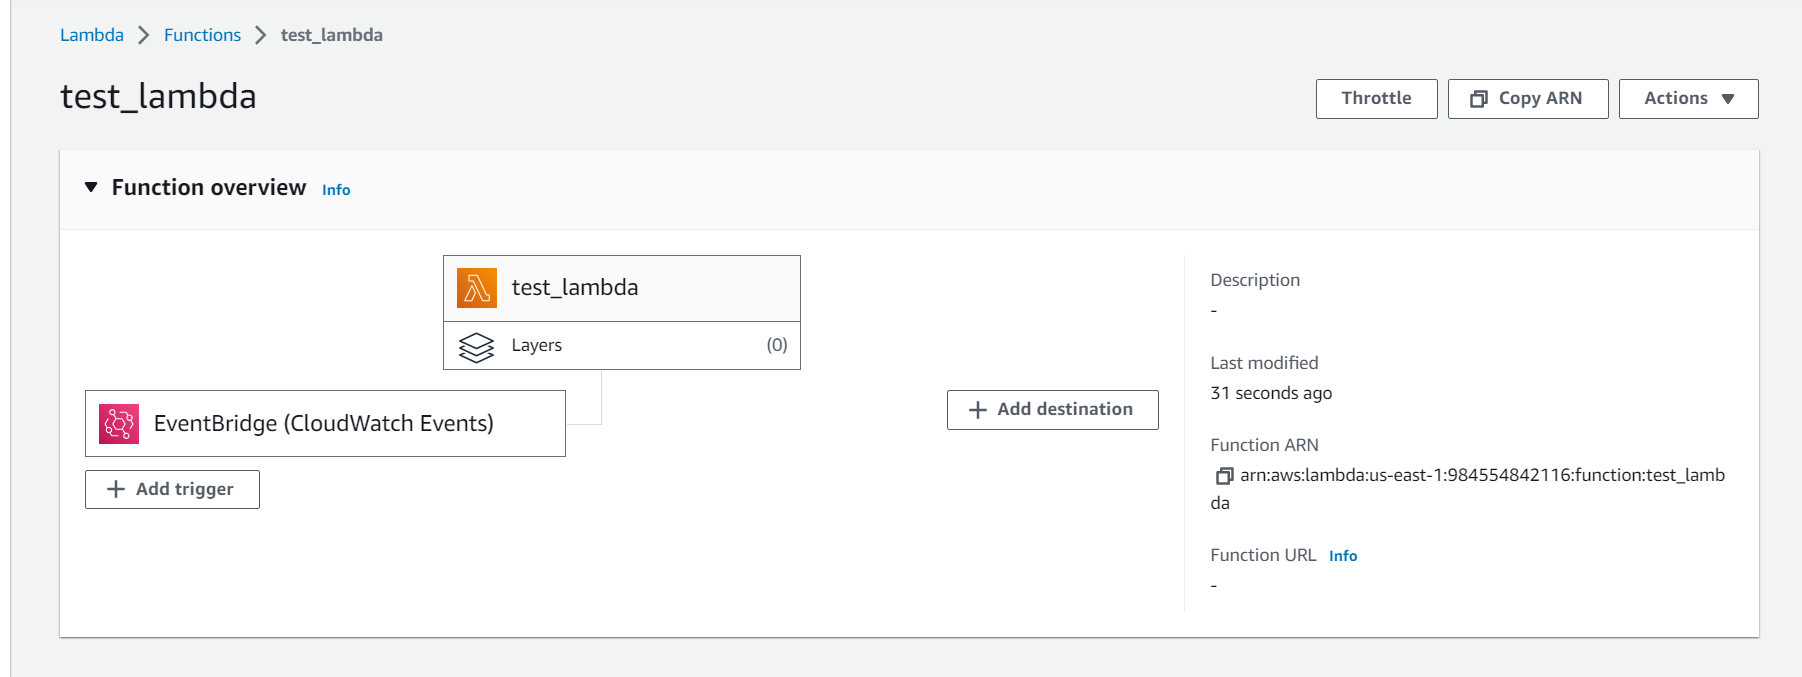 Lambda Functions test_lambda
test_lambda
Throttle Copy ARN Actions
Function overview Info
test_lambda
Layers (0)
EventBridge (CloudWatch Events)
Add trigger
Add destination
Description
-
Last modified
31 seconds ago
Function ARN
arn:aws:lambda:us-east-1:984554842116:function:test_lamb
da
Function URL Info
-